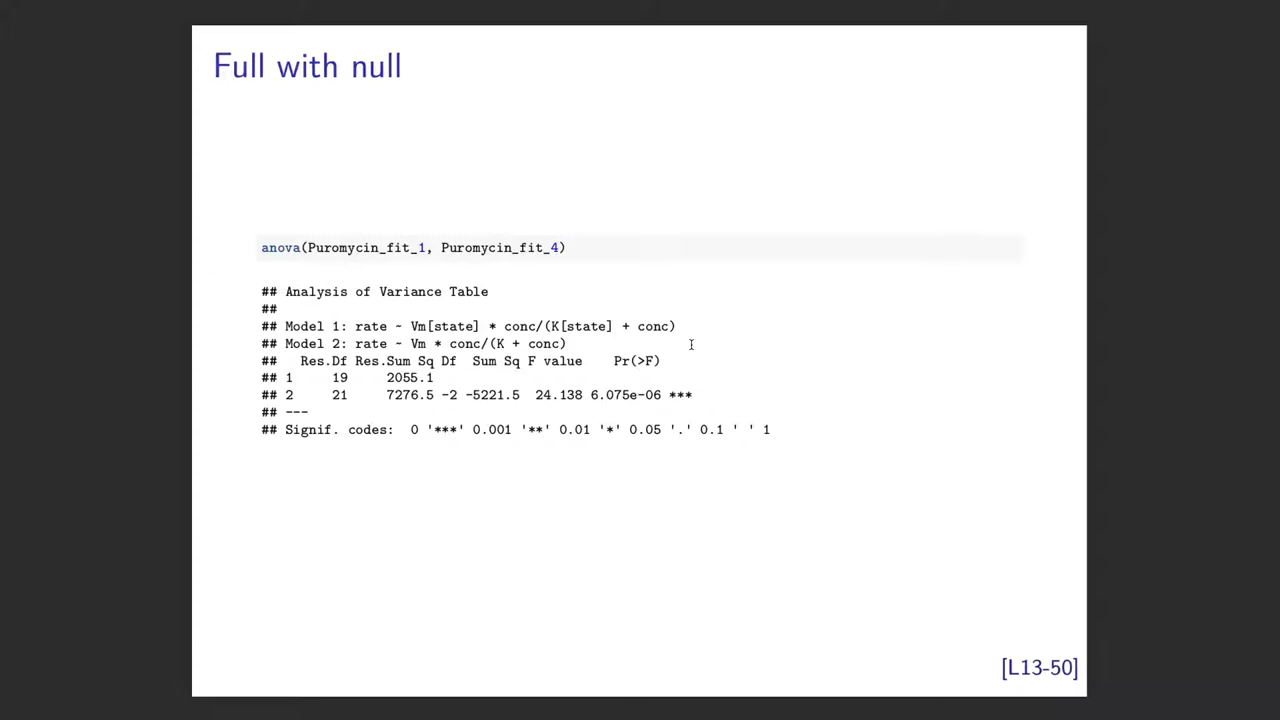 Full with null
anova(Puromycin_fit_1, Puromycin_fit_4)
## Analysis of Variance Table
##
## Model 1: rate ~ Vm[state] * conc/(K[state] + conc)
## Model 2: rate ~ Vm * conc/(K + conc)
##   Res.Df Res.Sum Sq Df  Sum Sq F value    Pr(>F)
## 1     19     2055.1
## 2     21     7276.5 -2 -5221.5  24.138 6.075e-06 ***
## ---
## Signif. codes:  0 '***' 0.001 '**' 0.01 '*' 0.05 '.' 0.1 ' ' 1
[L13-50]